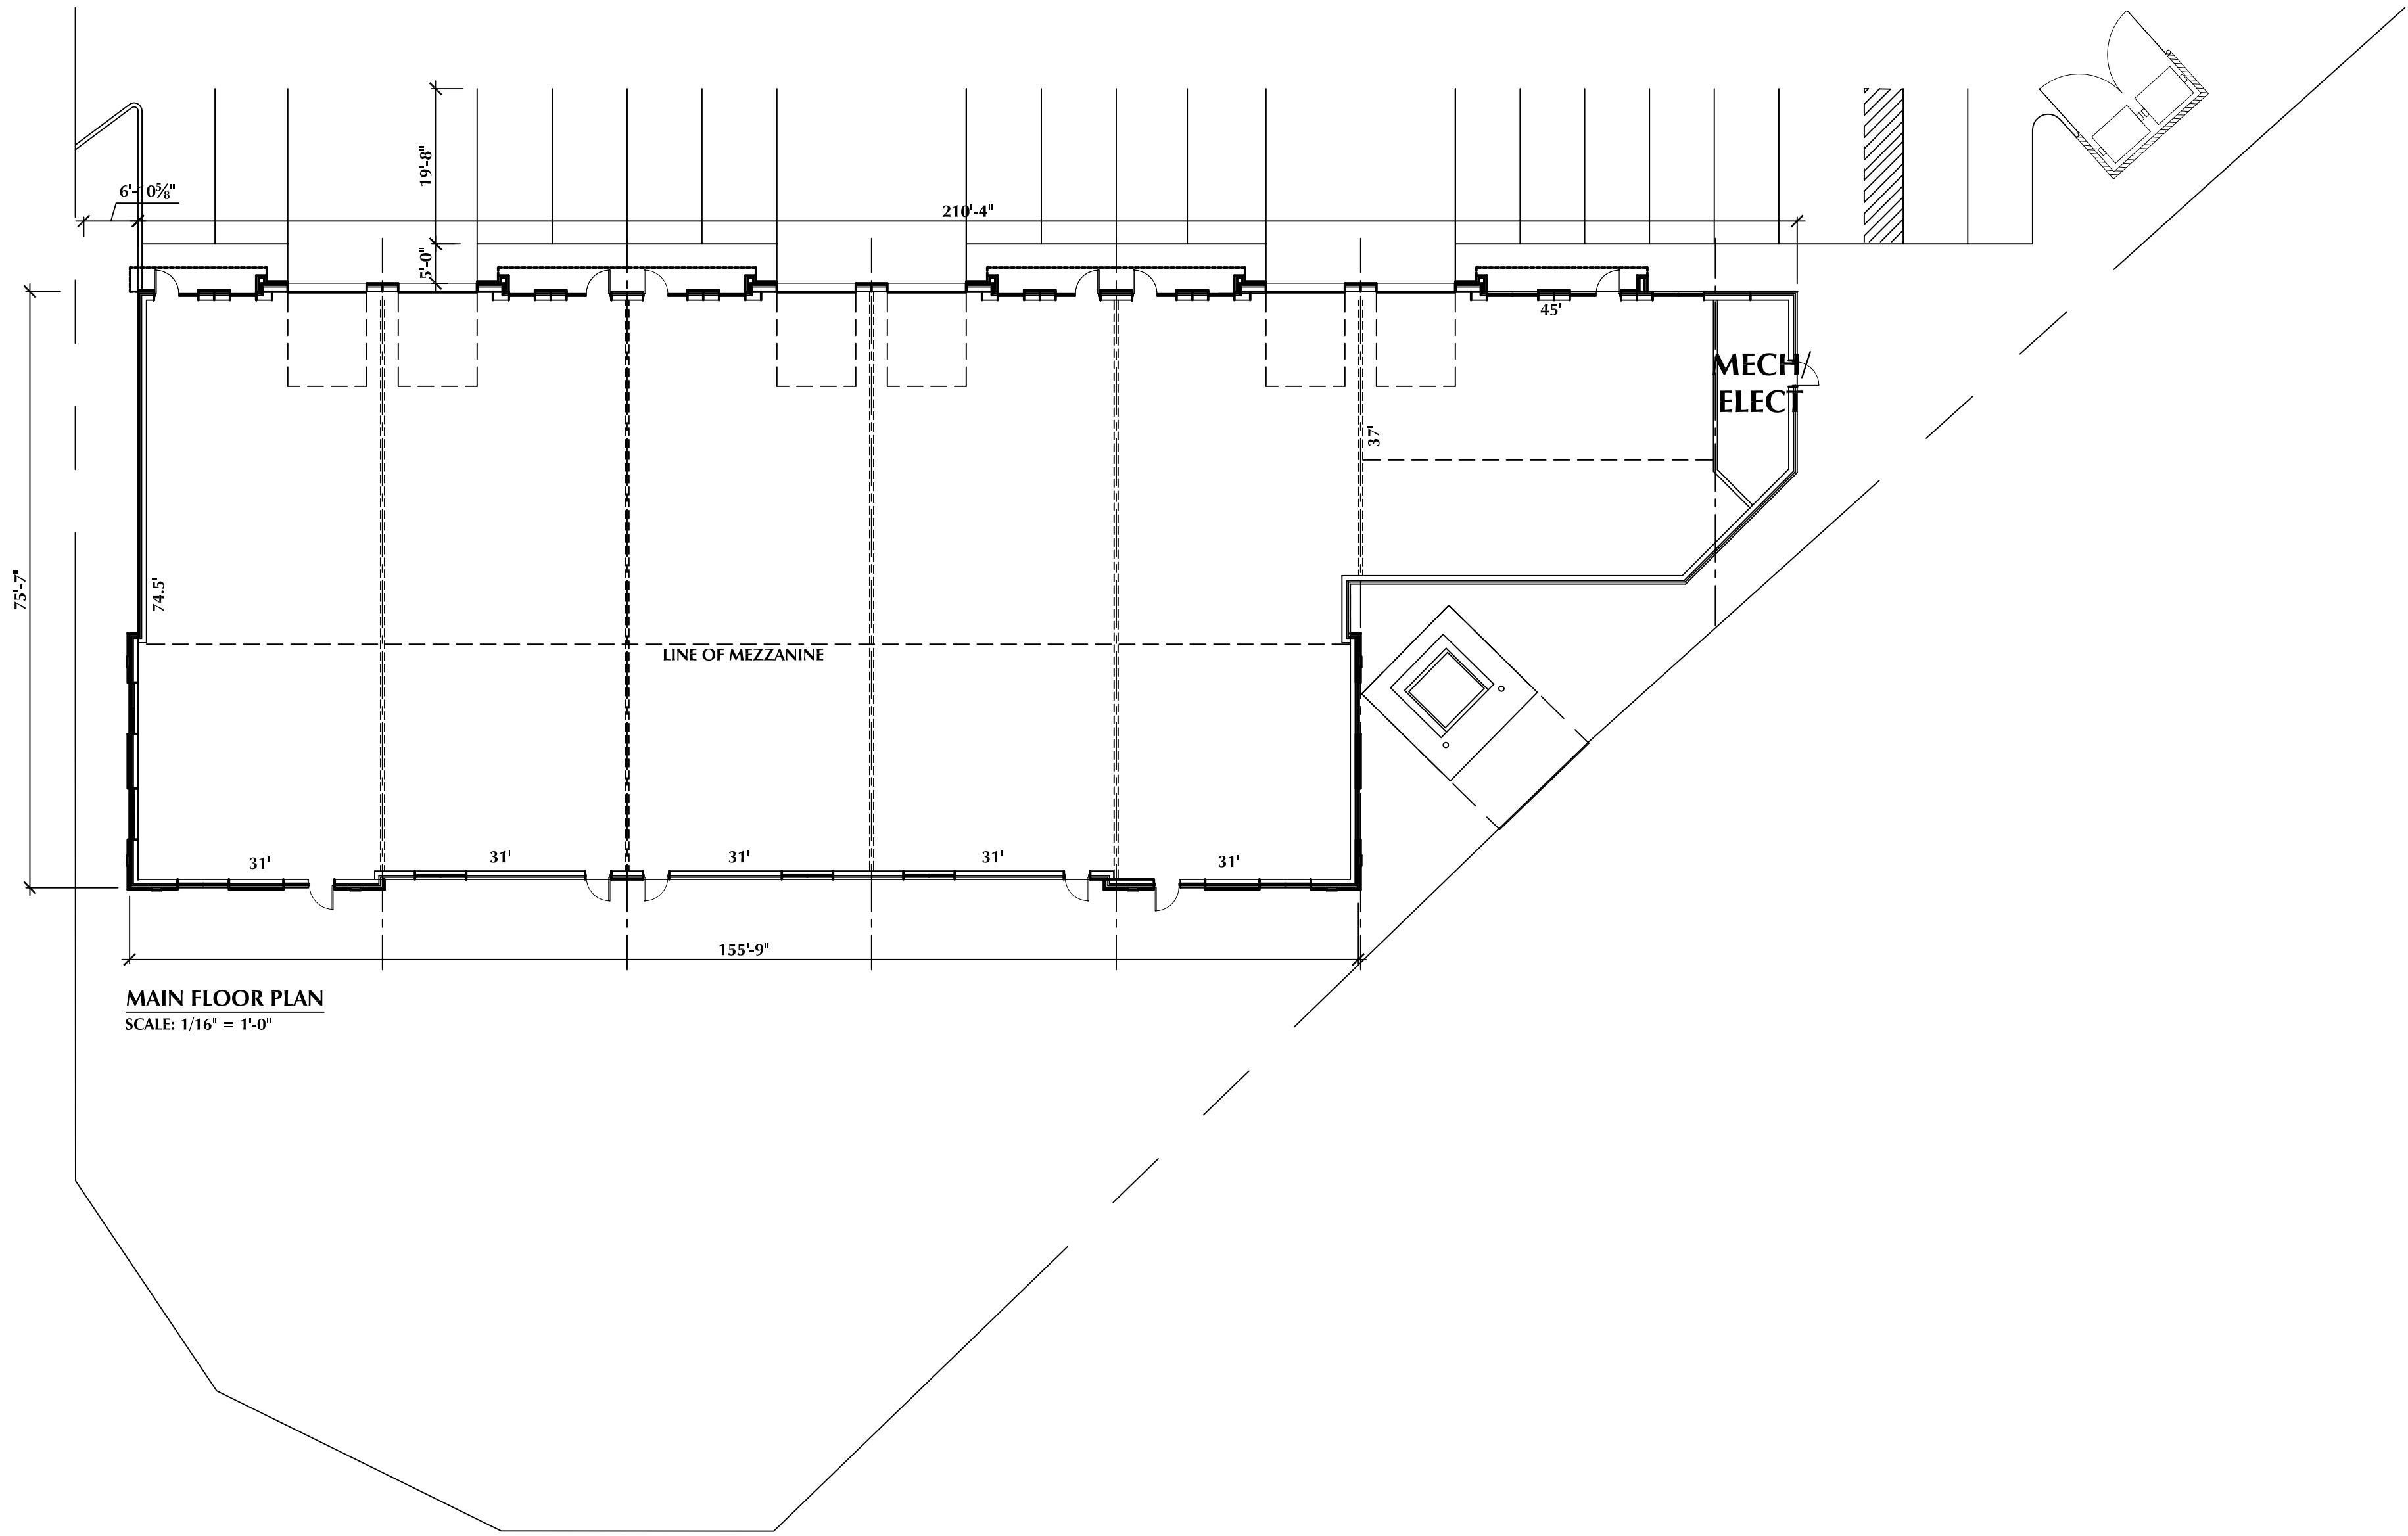 19'-8"
6'-10⅝"
210'-4"
5'-0"
45'
MECH/
ELECT
37'
75'-7"
74.5'
LINE OF MEZZANINE
31'
31'
31'
31'
31'
155'-9"
MAIN FLOOR PLAN
SCALE: 1/16" = 1'-0"